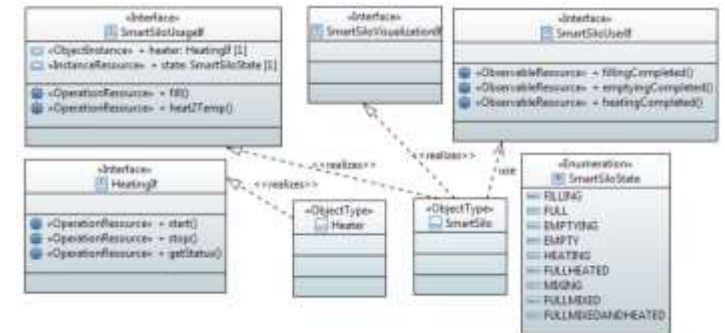 «Interface»
SmartSiloUsageIf
«ObjectInstance» + heater: HeatingIf [1]
«InstanceResource» + state: SmartSiloState [1]
«OperationResource» + fill()
«OperationResource» + heat2Temp()
«Interface»
SmartSiloVisualizationIf
«Interface»
SmartSiloUserIf
«ObservableResource» + fillingCompleted()
«ObservableResource» + emptyingCompleted()
«ObservableResource» + heatingCompleted()
<<realizes>>
<<realizes>>
<<realizes>>
use
«Interface»
HeatingIf
«OperationResource» + start()
«OperationResource» + stop()
«OperationResource» + getStatus()
«ObjectType»
Heater
«ObjectType»
SmartSilo
«Enumeration»
SmartSiloState
FILLING
FULL
EMPTYING
EMPTY
HEATING
FULLHEATED
MIXING
FULLMIXED
FULLMIXEDANDHEATED